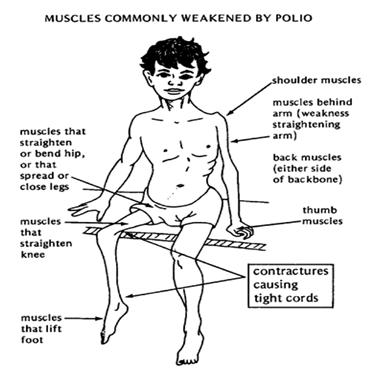 MUSCLES COMMONLY WEAKENED BY POLIO
shoulder muscles
muscles behind
arm (weakness
straightening
arm)
back muscles
(either side
of backbone)
thumb
muscles
muscles that
straighten
or bend hip,
or that
spread or
close legs
muscles
that
straighten
knee
contractures
causing
tight cords
muscles
that lift
foot